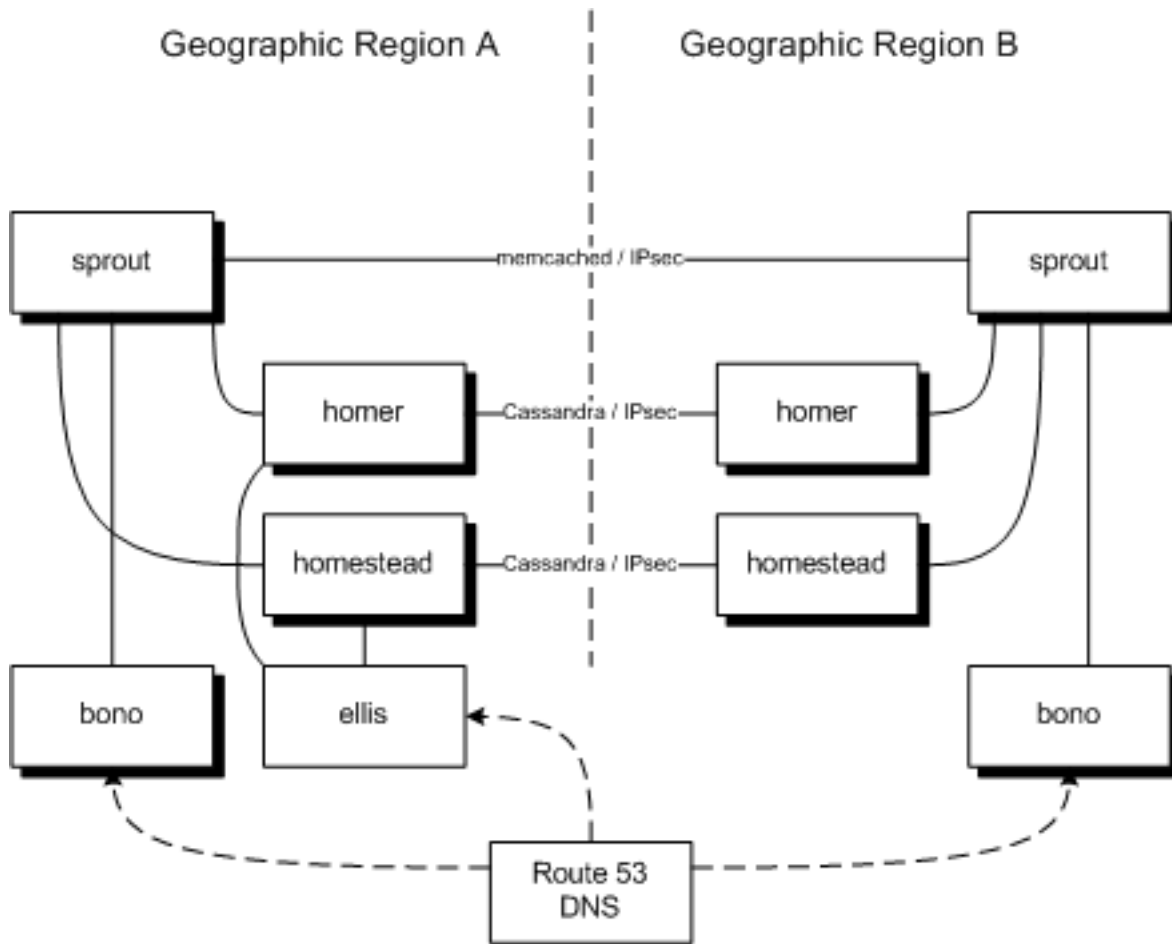 Geographic Region A
Geographic Region B
sprout
memcached / IPsec
sprout
homer
Cassandra / IPsec
homer
homestead
Cassandra / IPsec
homestead
bono
ellis
bono
Route 53
DNS